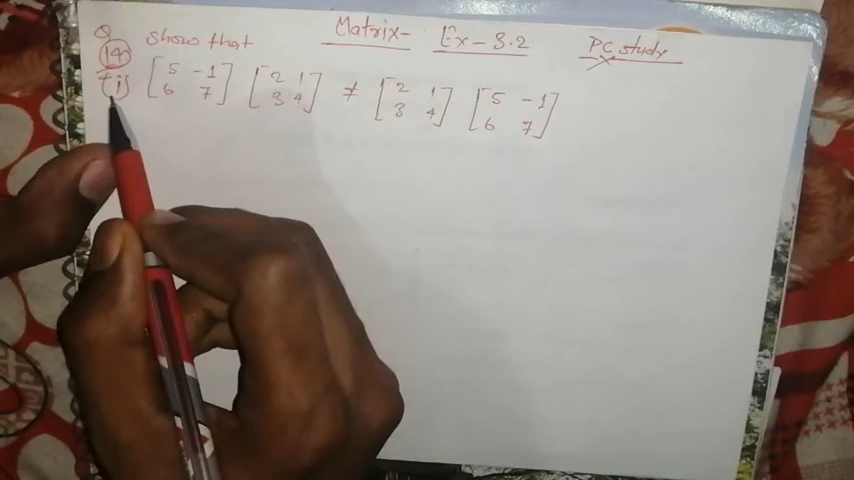 Q Show that Matrix- Ex-3.2 PC study
14
(i) [5 -1 6 7] [2 1 3 4] ≠ [2 1 3 4] [5 -1 6 7]